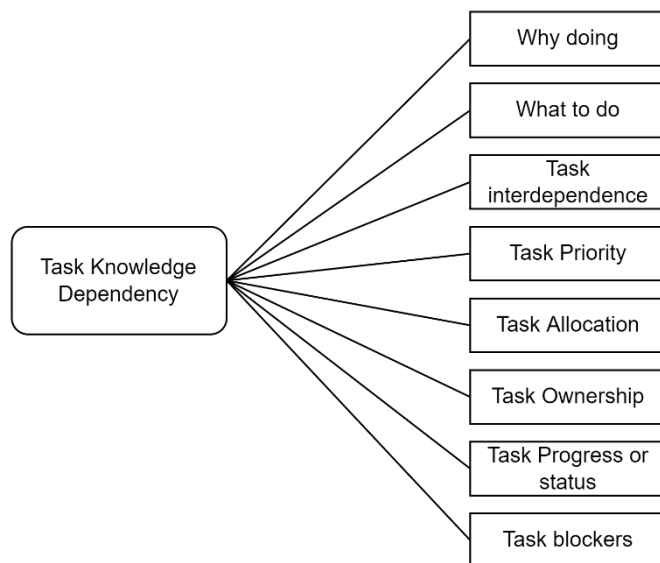 Task Knowledge
Dependency
Why doing
What to do
Task
interdependence
Task Priority
Task Allocation
Task Ownership
Task Progress or
status
Task blockers